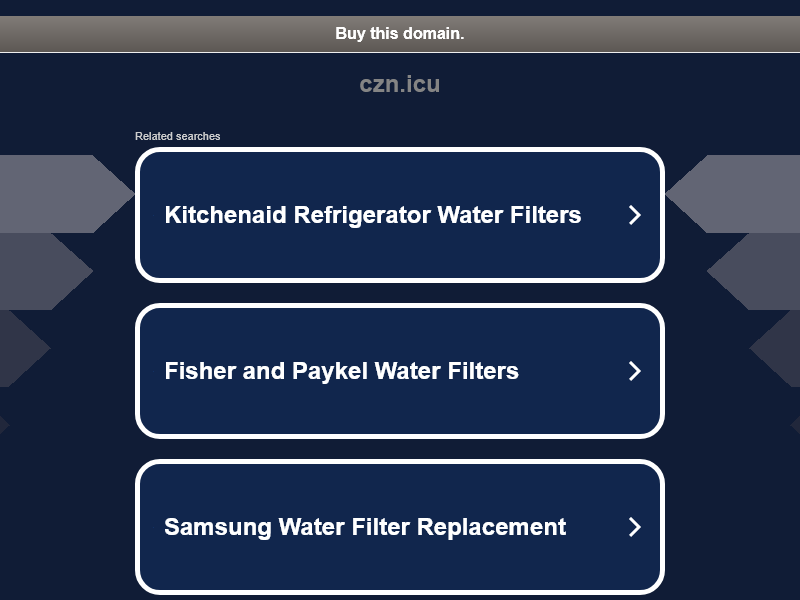 Buy this domain.
czn.icu
Related searches
Kitchenaid Refrigerator Water Filters
Fisher and Paykel Water Filters
Samsung Water Filter Replacement